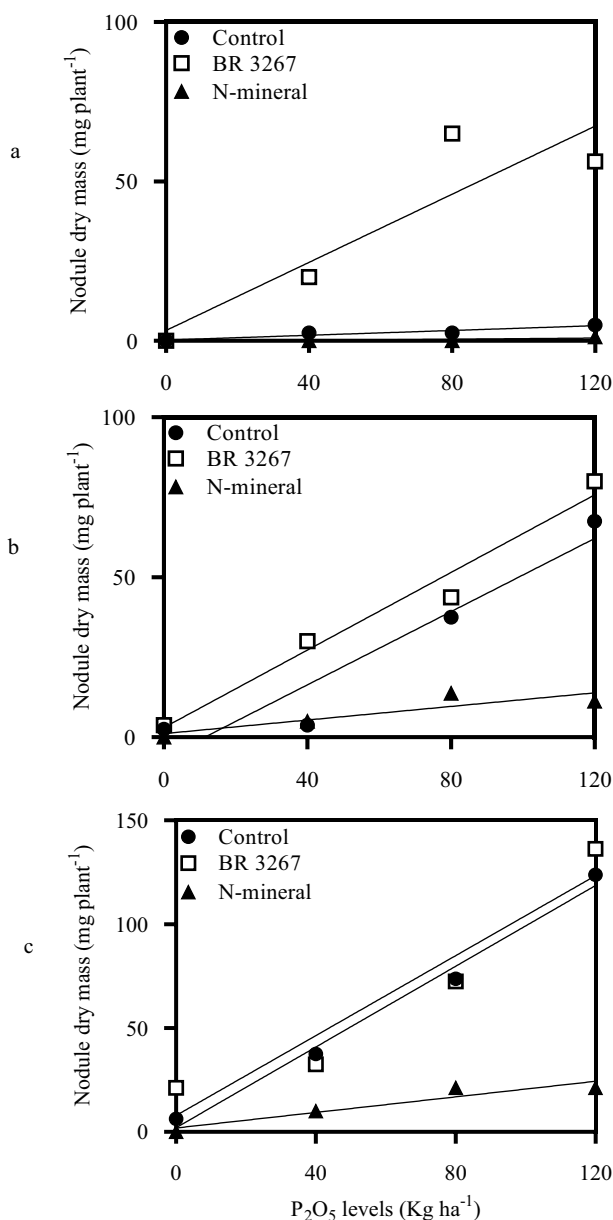 a
Nodule dry mass (mg plant⁻¹)
100
50
0
Control
BR 3267
N-mineral
0 40 80 120
b
Nodule dry mass (mg plant⁻¹)
100
50
0
Control
BR 3267
N-mineral
0 40 80 120
c
Nodule dry mass (mg plant⁻¹)
150
100
50
0
Control
BR 3267
N-mineral
0 40 80 120
P₂O₅ levels (Kg ha⁻¹)